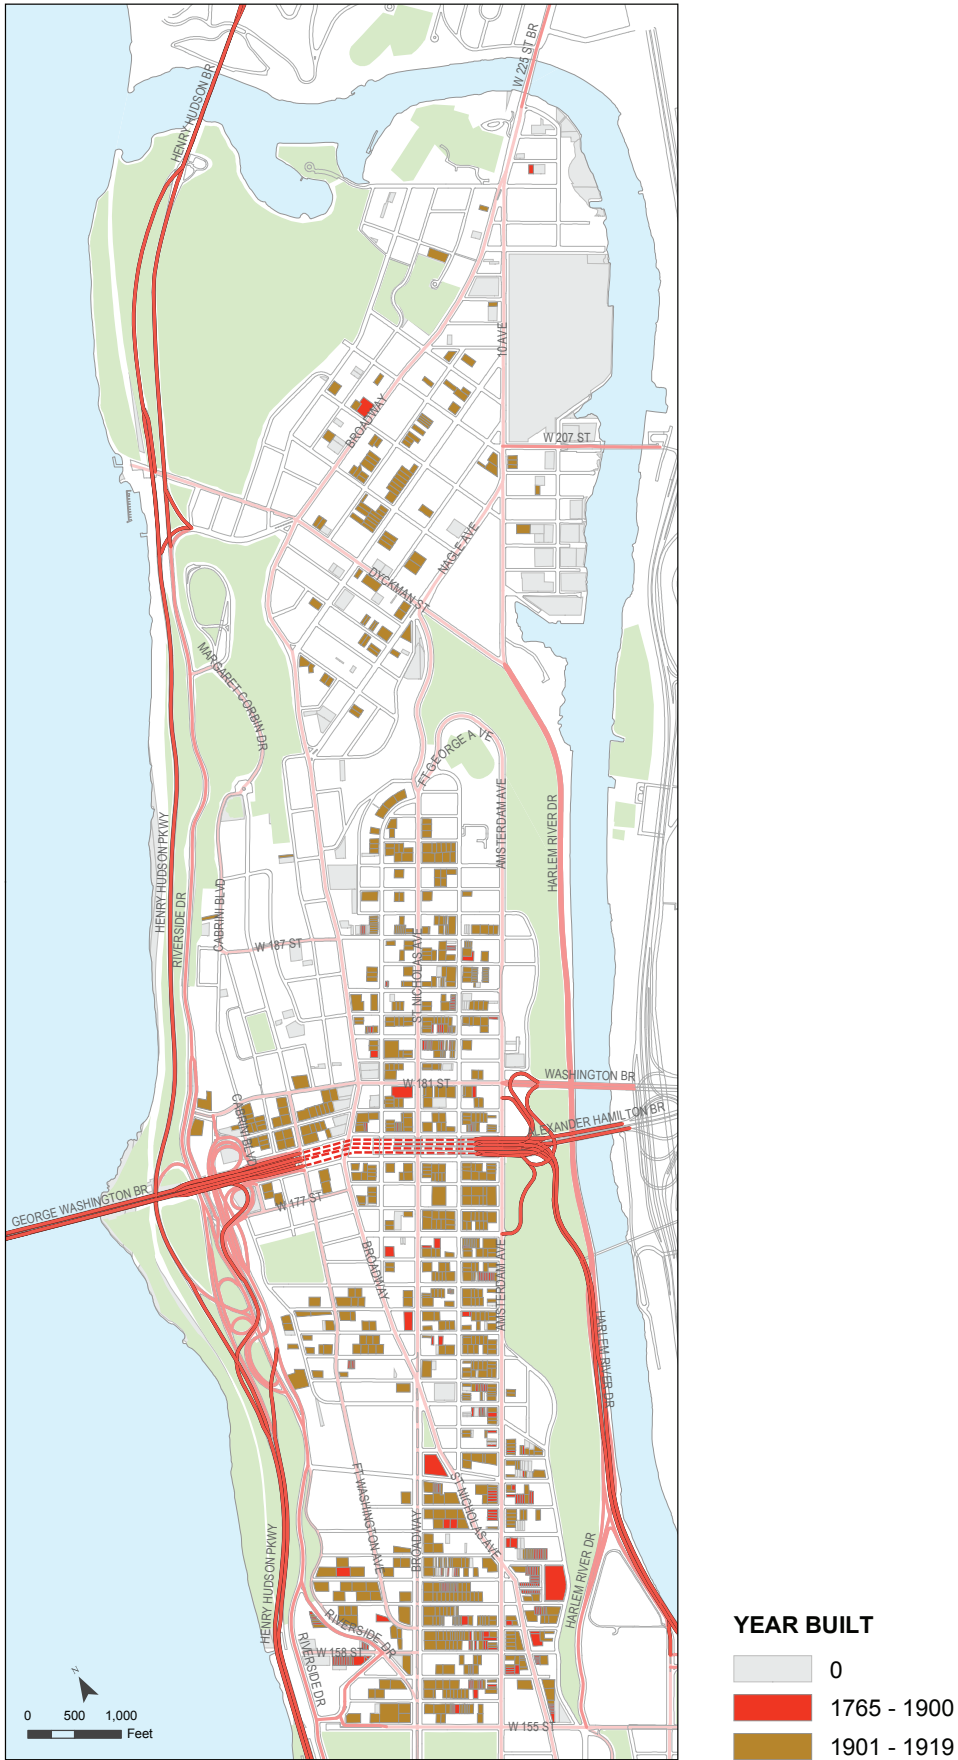 W 225 ST BR
HENRY HUDSON BR
10 AVE
BROADWAY
W 207 ST
NAGLE AVE
DYCKMAN ST
MARGARET CORBIN DR
FT GEORGE A VE
AMSTERDAM AVE
HARLEM RIVER DR
HENRY HUDSON PKWY
RIVERSIDE DR
CABRINI BLVD
W 187 ST
ST NICHOLAS AVE
WASHINGTON BR
W 181 ST
CABRINI BLVD
ALEXANDER HAMILTON BR
GEORGE WASHINGTON BR
W 177 ST
BROADWAY
AMSTERDAM AVE
HARLEM RIVER DR
FT WASHINGTON AVE
ST NICHOLAS AVE
BROADWAY
HENRY HUDSON PKWY
HARLEM RIVER DR
RIVERSIDE DR
W 158 ST
RIVERSIDE DR
W 155 ST
N
0 500 1,000
Feet
YEAR BUILT
0
1765 - 1900
1901 - 1919